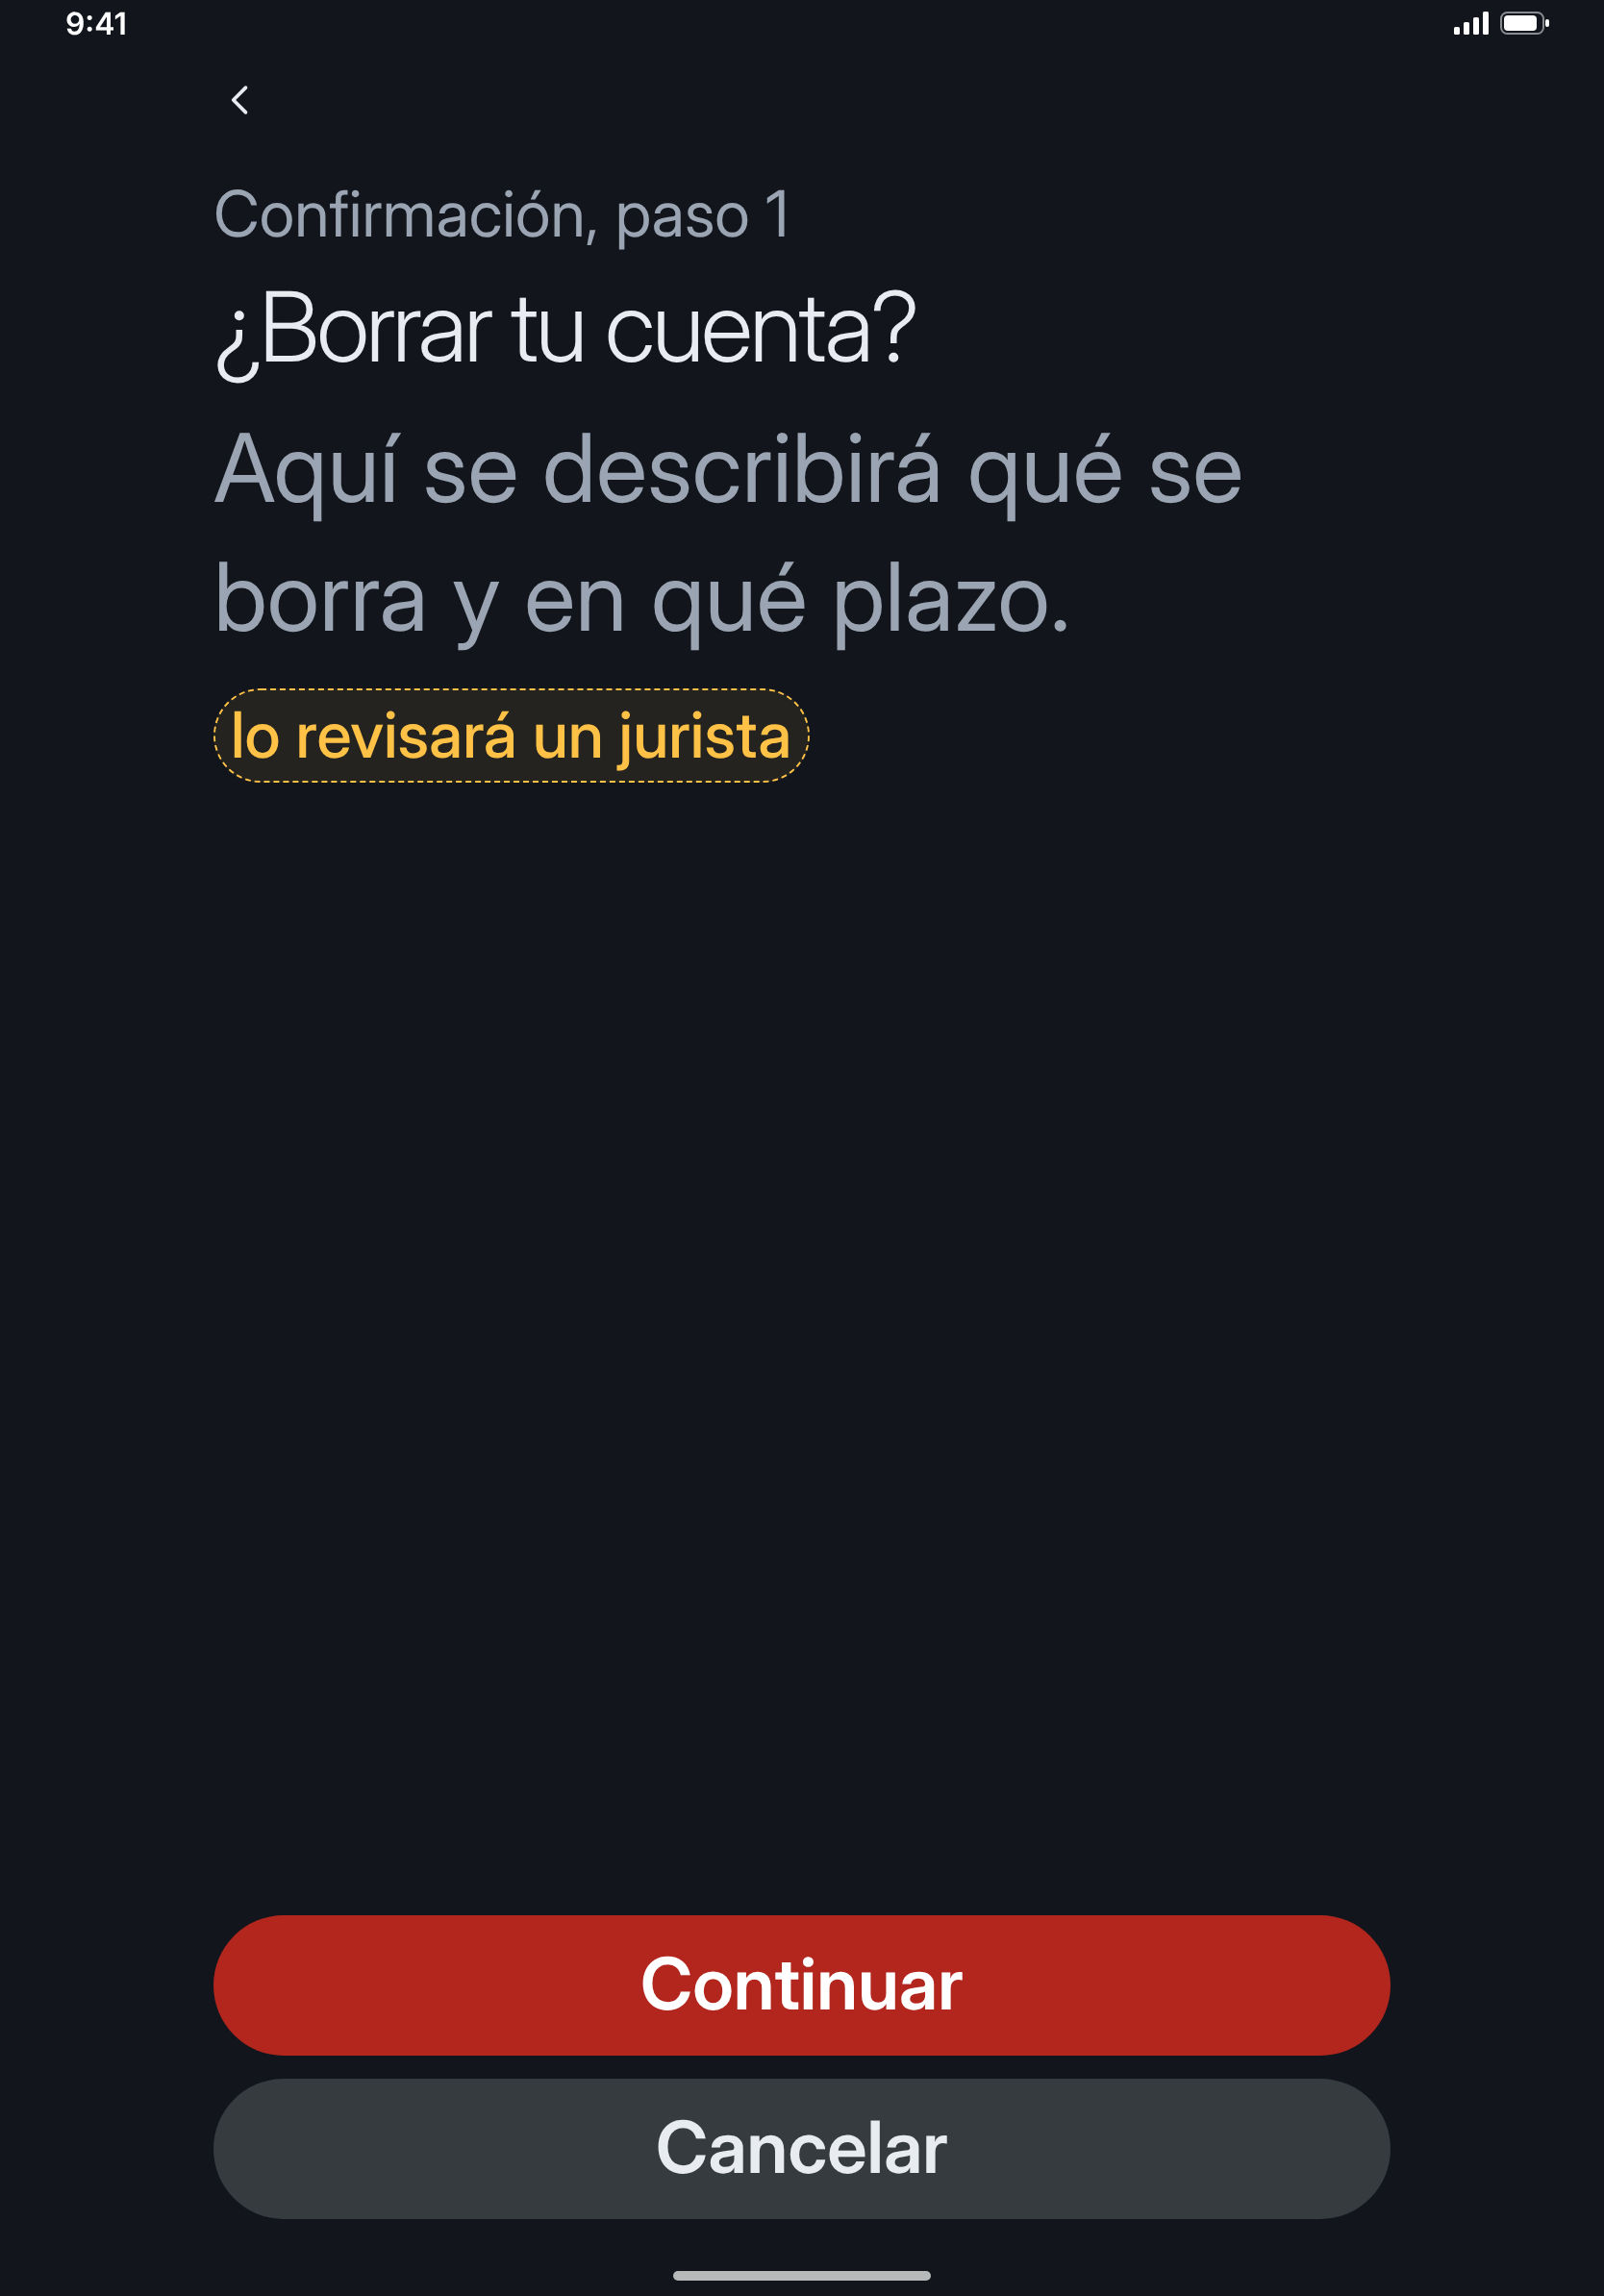 9:41
Confirmación, paso 1
¿Borrar tu cuenta?
Aquí se describirá qué se
borra y en qué plazo.
lo revisará un jurista
Continuar
Cancelar